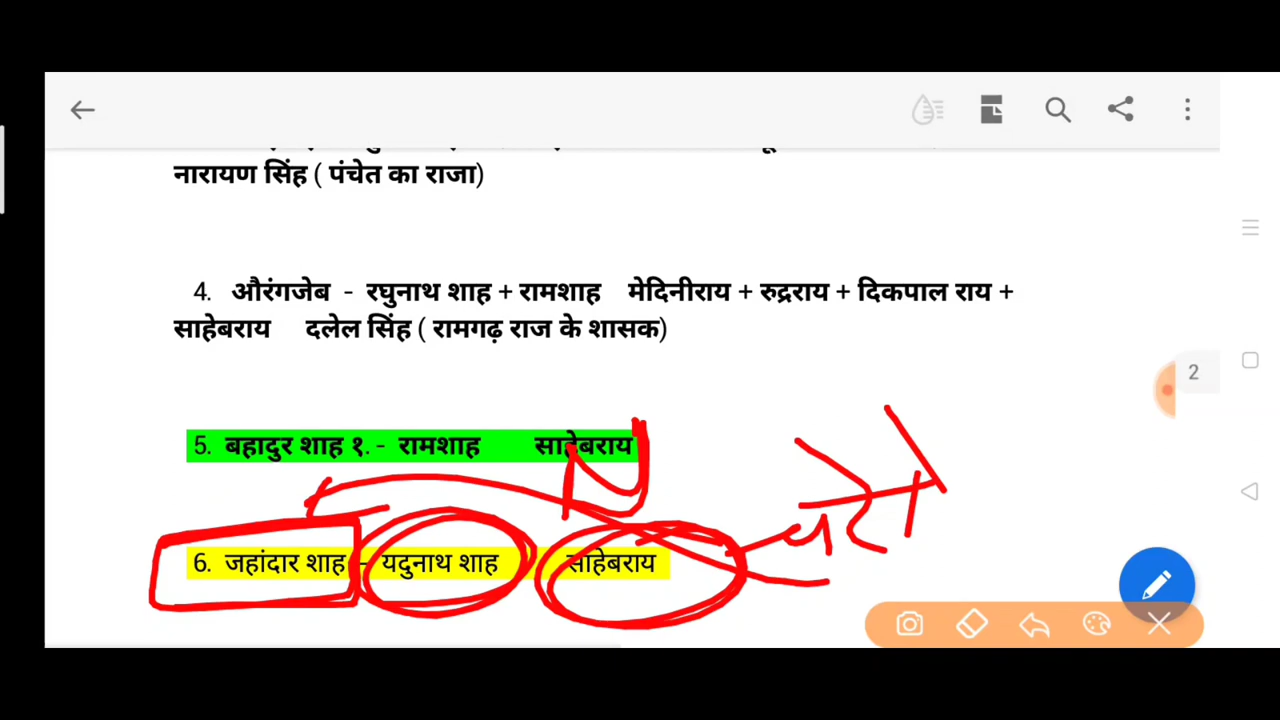 नारायण सिंह ( पंचेत का राजा)
4. औरंगजेब - रघुनाथ शाह + रामशाह मेदिनीराय + रुद्रराय + दिकपाल राय +
साहेबराय दलेल सिंह ( रामगढ़ राज के शासक)
2
5. बहादुर शाह १. - रामशाह साहेबराय
N
6. जहांदार शाह - यदुनाथ शाह साहेबराय